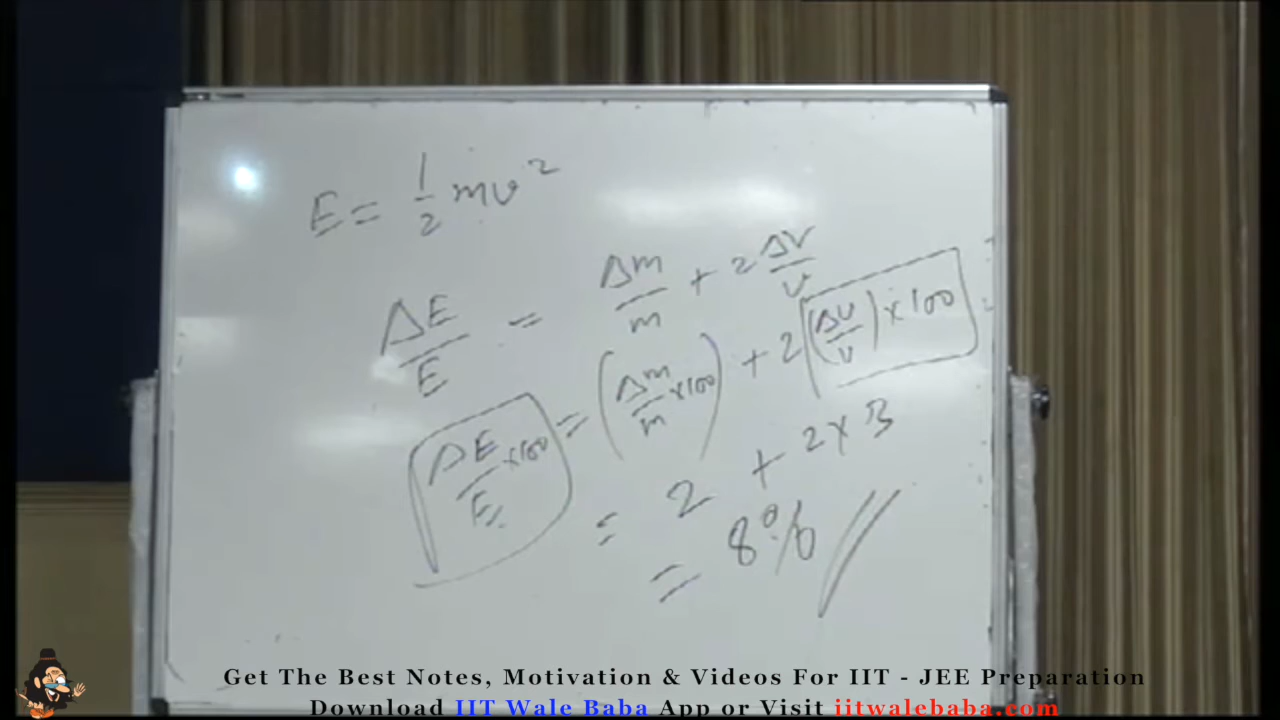 E = 1/2 mv²
ΔE/E = Δm/m + 2 Δv/v
ΔE/E ×100 = (Δm/m ×100) + 2 (Δv/v) × 100
= 2 + 2 × 3
= 8%
Get The Best Notes, Motivation & Videos For IIT - JEE Preparation
Download IIT Wale Baba App or Visit iitwalebaba.com